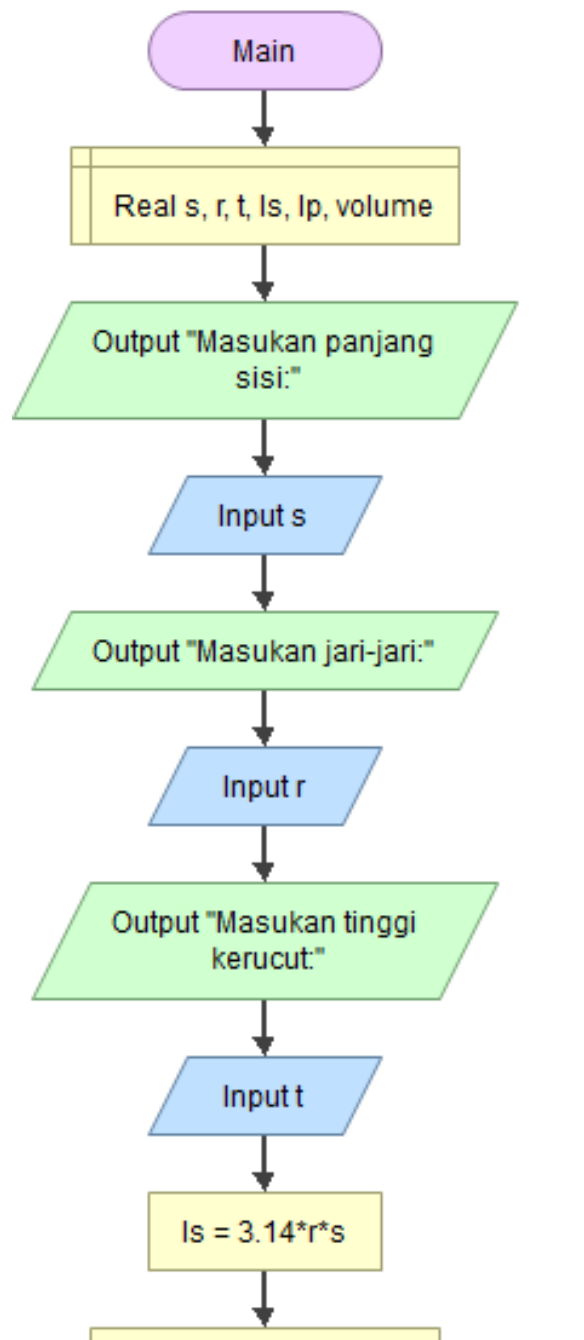 Main
Real s, r, t, ls, lp, volume
Output "Masukan panjang
sisi:"
Input s
Output "Masukan jari-jari:"
Input r
Output "Masukan tinggi
kerucut:"
Input t
ls = 3.14*r*s